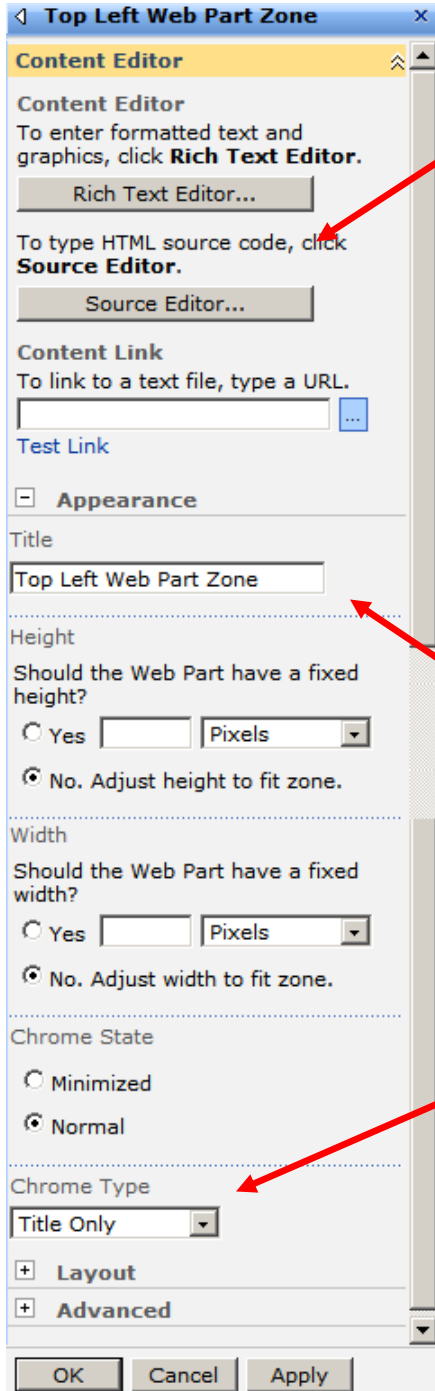 Top Left Web Part Zone
Content Editor
Content Editor
To enter formatted text and
graphics, click Rich Text Editor.
Rich Text Editor...
To type HTML source code, click
Source Editor.
Source Editor...
Content Link
To link to a text file, type a URL.
...
Test Link
Appearance
Title
Top Left Web Part Zone
Height
Should the Web Part have a fixed
height?
Yes Pixels
No. Adjust height to fit zone.
Width
Should the Web Part have a fixed
width?
Yes Pixels
No. Adjust width to fit zone.
Chrome State
Minimized
Normal
Chrome Type
Title Only
Layout
Advanced
OK Cancel Apply